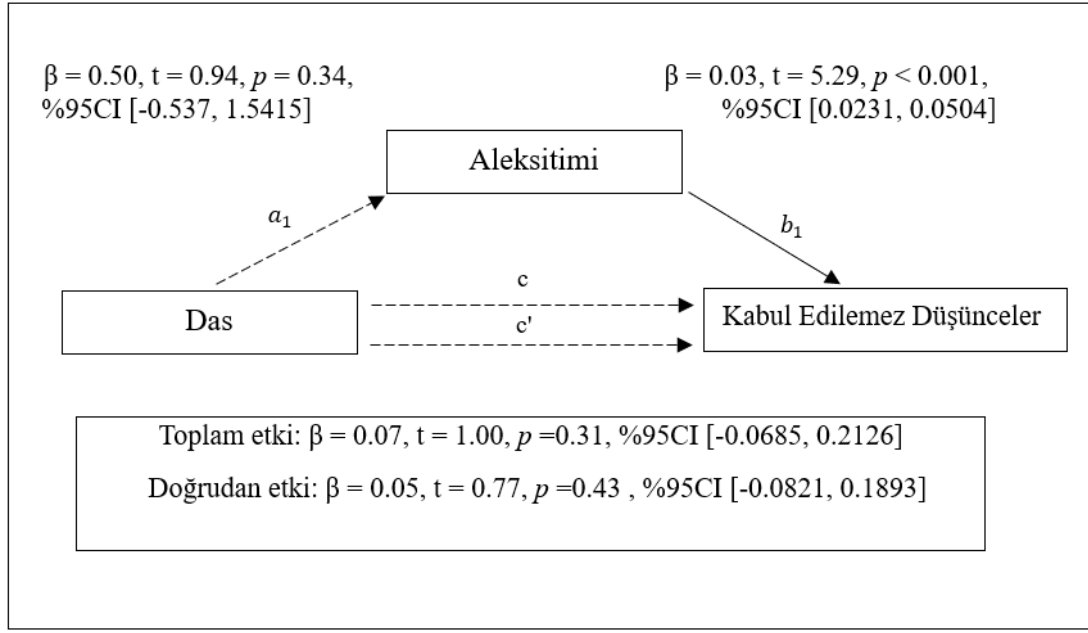 β = 0.50, t = 0.94, p = 0.34,
%95CI [-0.537, 1.5415]
β = 0.03, t = 5.29, p < 0.001,
%95CI [0.0231, 0.0504]
Aleksitimi
a₁
b₁
c
Das
c'
Kabul Edilemez Düşünceler
Toplam etki: β = 0.07, t = 1.00, p =0.31, %95CI [-0.0685, 0.2126]
Doğrudan etki: β = 0.05, t = 0.77, p =0.43 , %95CI [-0.0821, 0.1893]